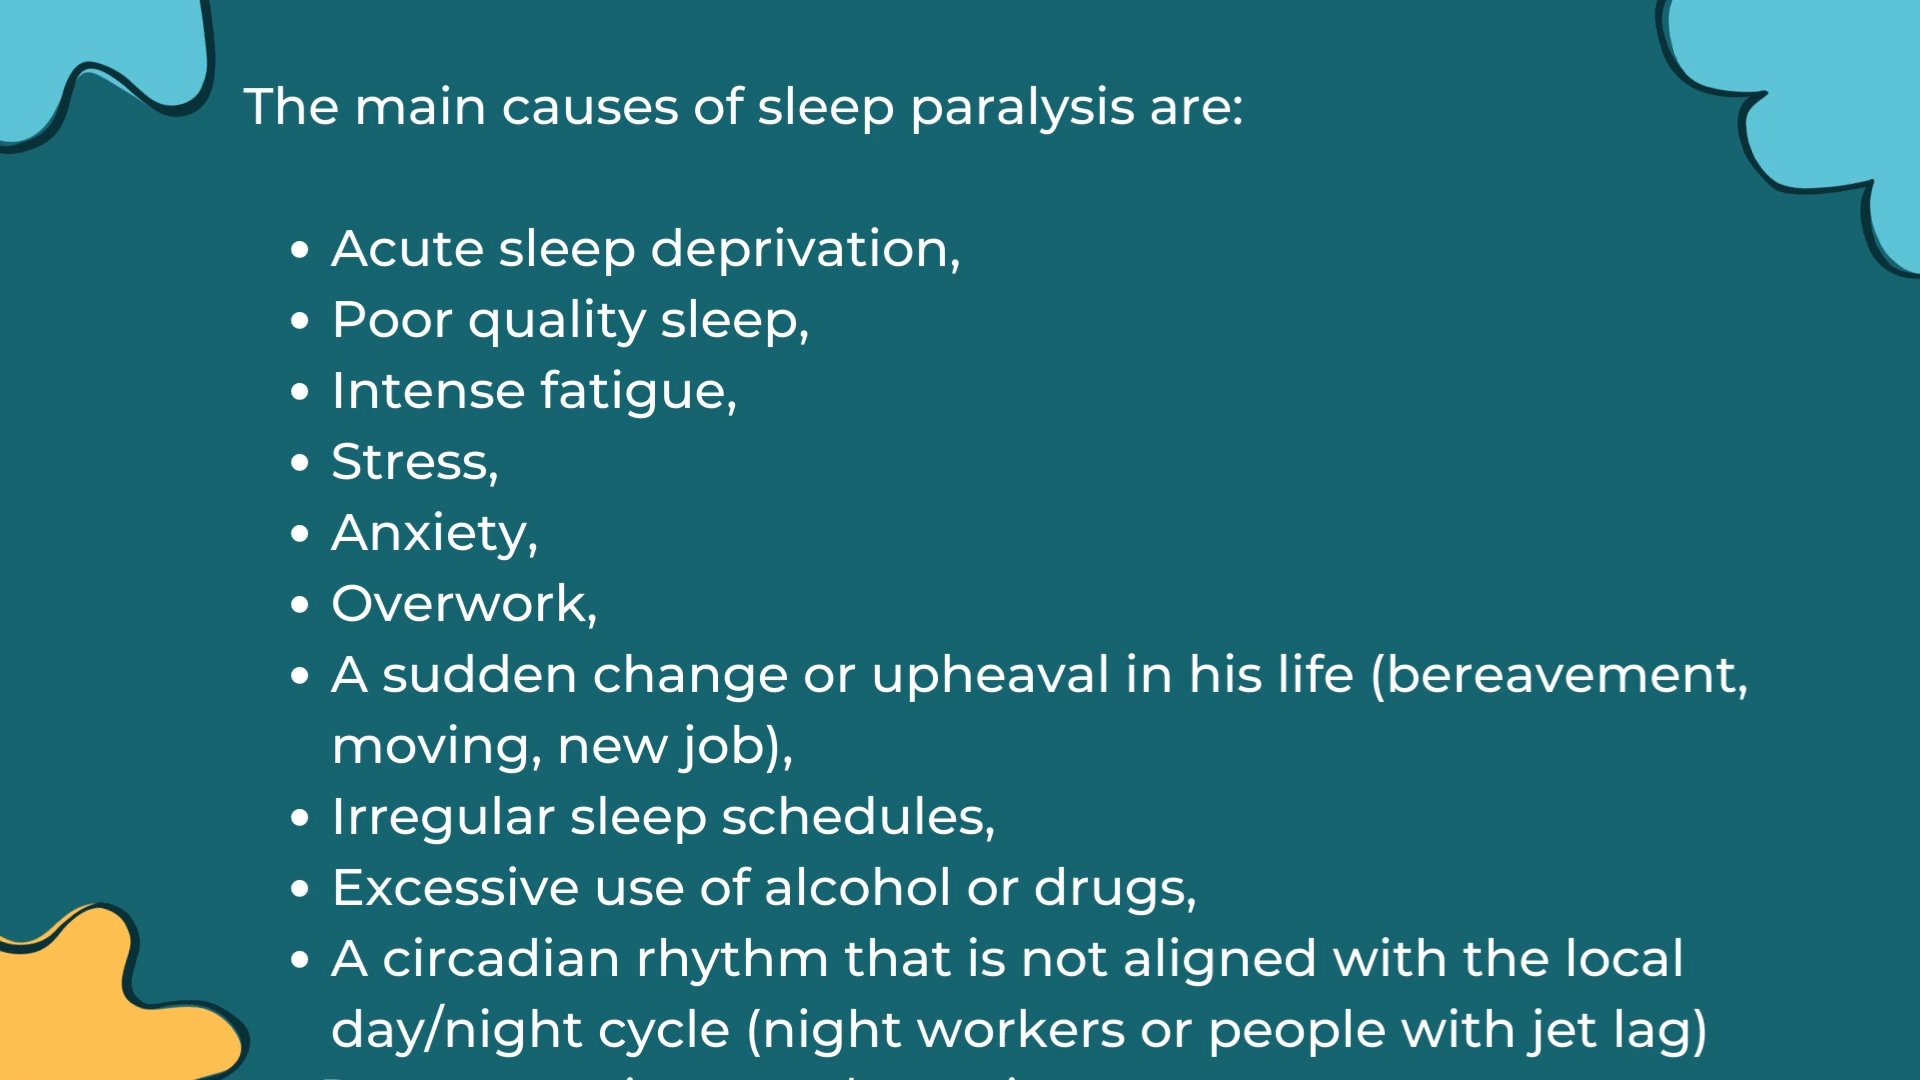 The main causes of sleep paralysis are:
• Acute sleep deprivation,
• Poor quality sleep,
• Intense fatigue,
• Stress,
• Anxiety,
• Overwork,
• A sudden change or upheaval in his life (bereavement,
moving, new job),
• Irregular sleep schedules,
• Excessive use of alcohol or drugs,
• A circadian rhythm that is not aligned with the local
day/night cycle (night workers or people with jet lag)